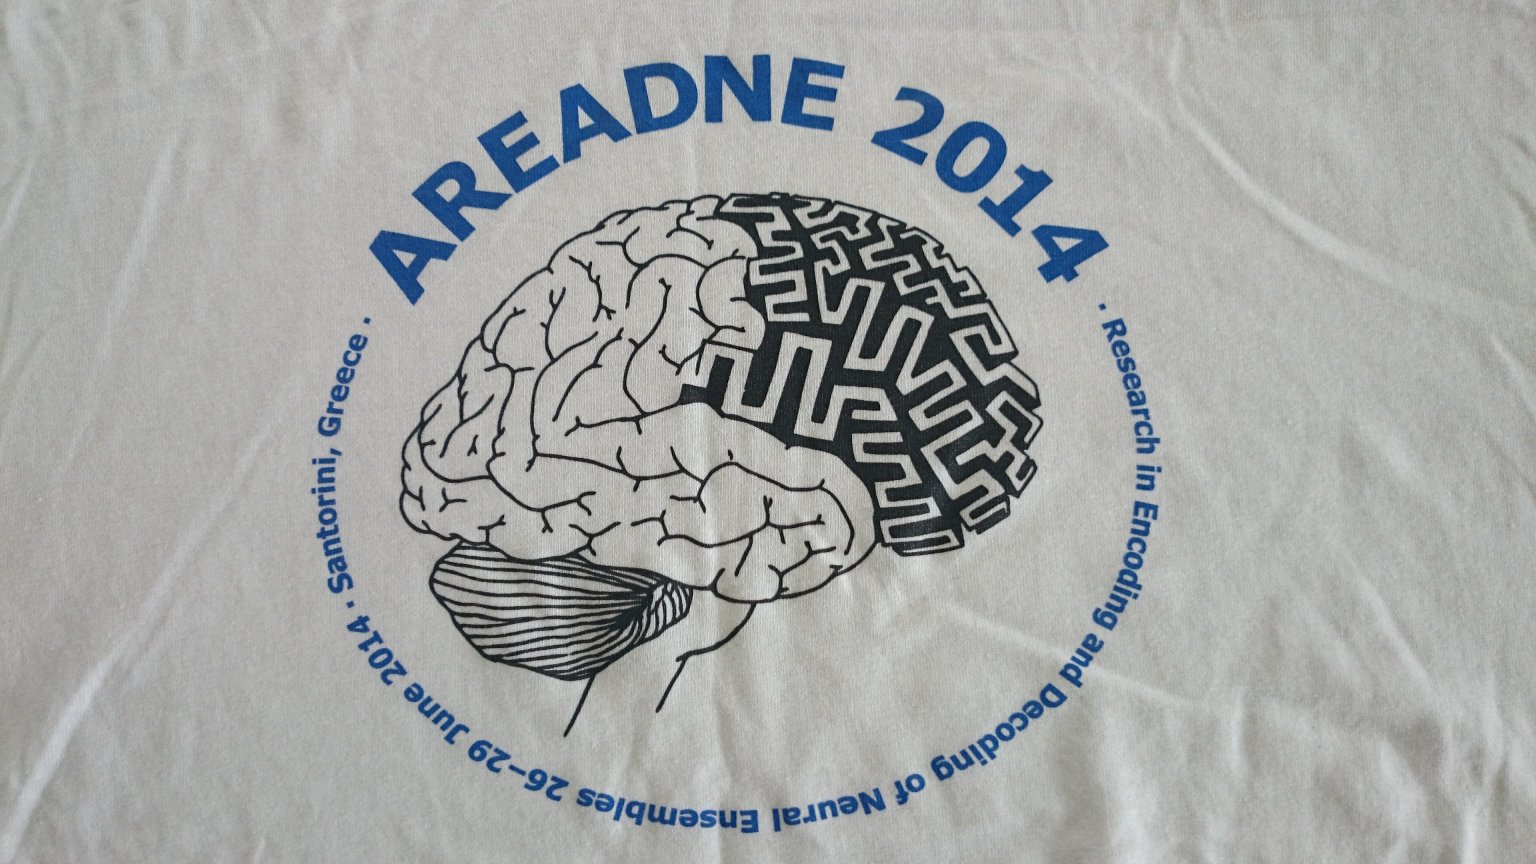 AREADNE 2014
· Research in Encoding and Decoding of Neural Ensembles 26–29 June 2014 · Santorini, Greece ·